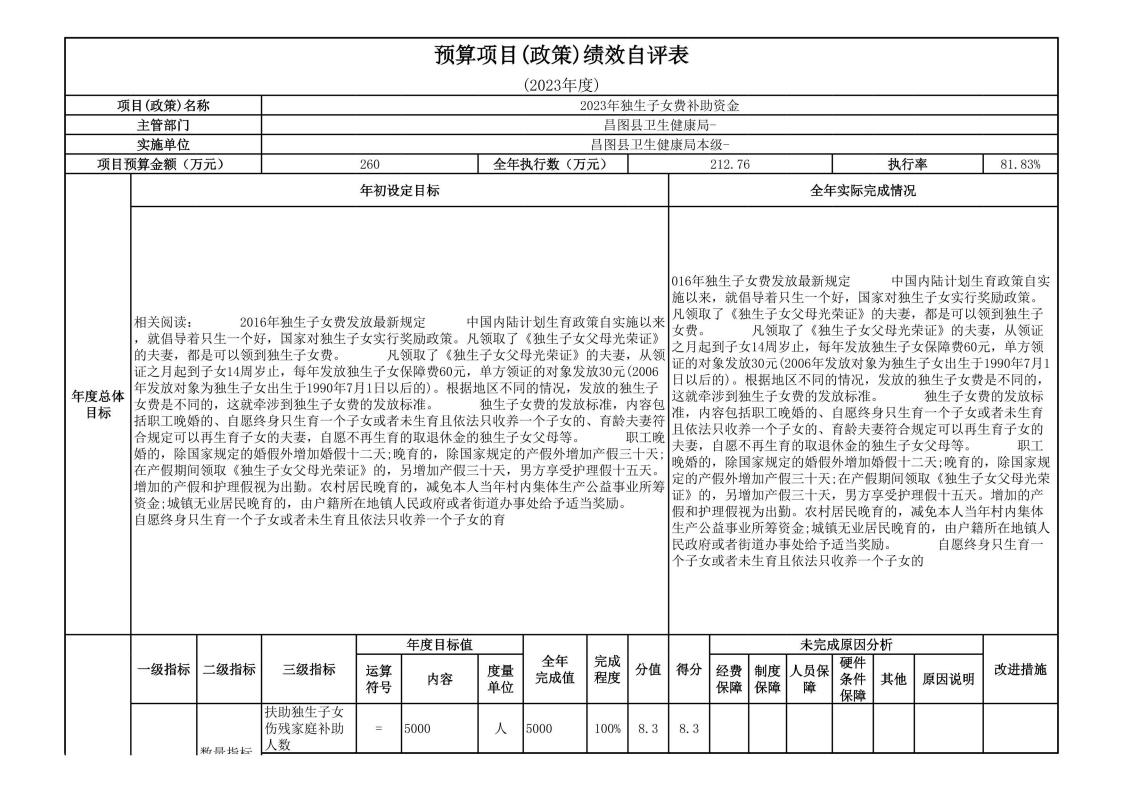 预算项目(政策)绩效自评表
(2023年度)
项目(政策)名称 2023年独生子女费补助资金
主管部门 昌图县卫生健康局-
实施单位 昌图县卫生健康局本级-
项目预算金额（万元） 260 全年执行数（万元） 212.76 执行率 81.83%
年度总体
目标
年初设定目标
相关阅读： 2016年独生子女费发放最新规定 中国内陆计划生育政策自实施以来
，就倡导着只生一个好，国家对独生子女实行奖励政策。凡领取了《独生子女父母光荣证》
的夫妻，都是可以领到独生子女费。 凡领取了《独生子女父母光荣证》的夫妻，从领
证之月起到子女14周岁止，每年发放独生子女保障费60元，单方领证的对象发放30元(2006
年发放对象为独生子女出生于1990年7月1日以后的)。根据地区不同的情况，发放的独生子
女费是不同的，这就牵涉到独生子女费的发放标准。 独生子女费的发放标准，内容包
括职工晚婚的、自愿终身只生育一个子女或者未生育且依法只收养一个子女的、育龄夫妻符
合规定可以再生育子女的夫妻，自愿不再生育的取退休金的独生子女父母等。 职工晚
婚的，除国家规定的婚假外增加婚假十二天;晚育的，除国家规定的产假外增加产假三十天;
在产假期间领取《独生子女父母光荣证》的，另增加产假三十天，男方享受护理假十五天。
增加的产假和护理假视为出勤。农村居民晚育的，减免本人当年村内集体生产公益事业所筹
资金;城镇无业居民晚育的，由户籍所在地镇人民政府或者街道办事处给予适当奖励。
自愿终身只生育一个子女或者未生育且依法只收养一个子女的育
全年实际完成情况
016年独生子女费发放最新规定 中国内陆计划生育政策自实
施以来，就倡导着只生一个好，国家对独生子女实行奖励政策。
凡领取了《独生子女父母光荣证》的夫妻，都是可以领到独生子
女费。 凡领取了《独生子女父母光荣证》的夫妻，从领证
之月起到子女14周岁止，每年发放独生子女保障费60元，单方领
证的对象发放30元(2006年发放对象为独生子女出生于1990年7月1
日以后的)。根据地区不同的情况，发放的独生子女费是不同的，
这就牵涉到独生子女费的发放标准。 独生子女费的发放标
准，内容包括职工晚婚的、自愿终身只生育一个子女或者未生育
且依法只收养一个子女的、育龄夫妻符合规定可以再生育子女的
夫妻，自愿不再生育的取退休金的独生子女父母等。 职工
晚婚的，除国家规定的婚假外增加婚假十二天;晚育的，除国家规
定的产假外增加产假三十天;在产假期间领取《独生子女父母光荣
证》的，另增加产假三十天，男方享受护理假十五天。增加的产
假和护理假视为出勤。农村居民晚育的，减免本人当年村内集体
生产公益事业所筹资金;城镇无业居民晚育的，由户籍所在地镇人
民政府或者街道办事处给予适当奖励。 自愿终身只生育一
个子女或者未生育且依法只收养一个子女的
一级指标 二级指标 三级指标
年度目标值
运算
符号
内容
度量
单位
全年
完成值
完成
程度
分值 得分
未完成原因分析
经费
保障
制度
保障
人员保
障
硬件
条件
保障
其他 原因说明 改进措施
数量指标
扶助独生子女
伤残家庭补助
人数
= 5000 人 5000 100% 8.3 8.3